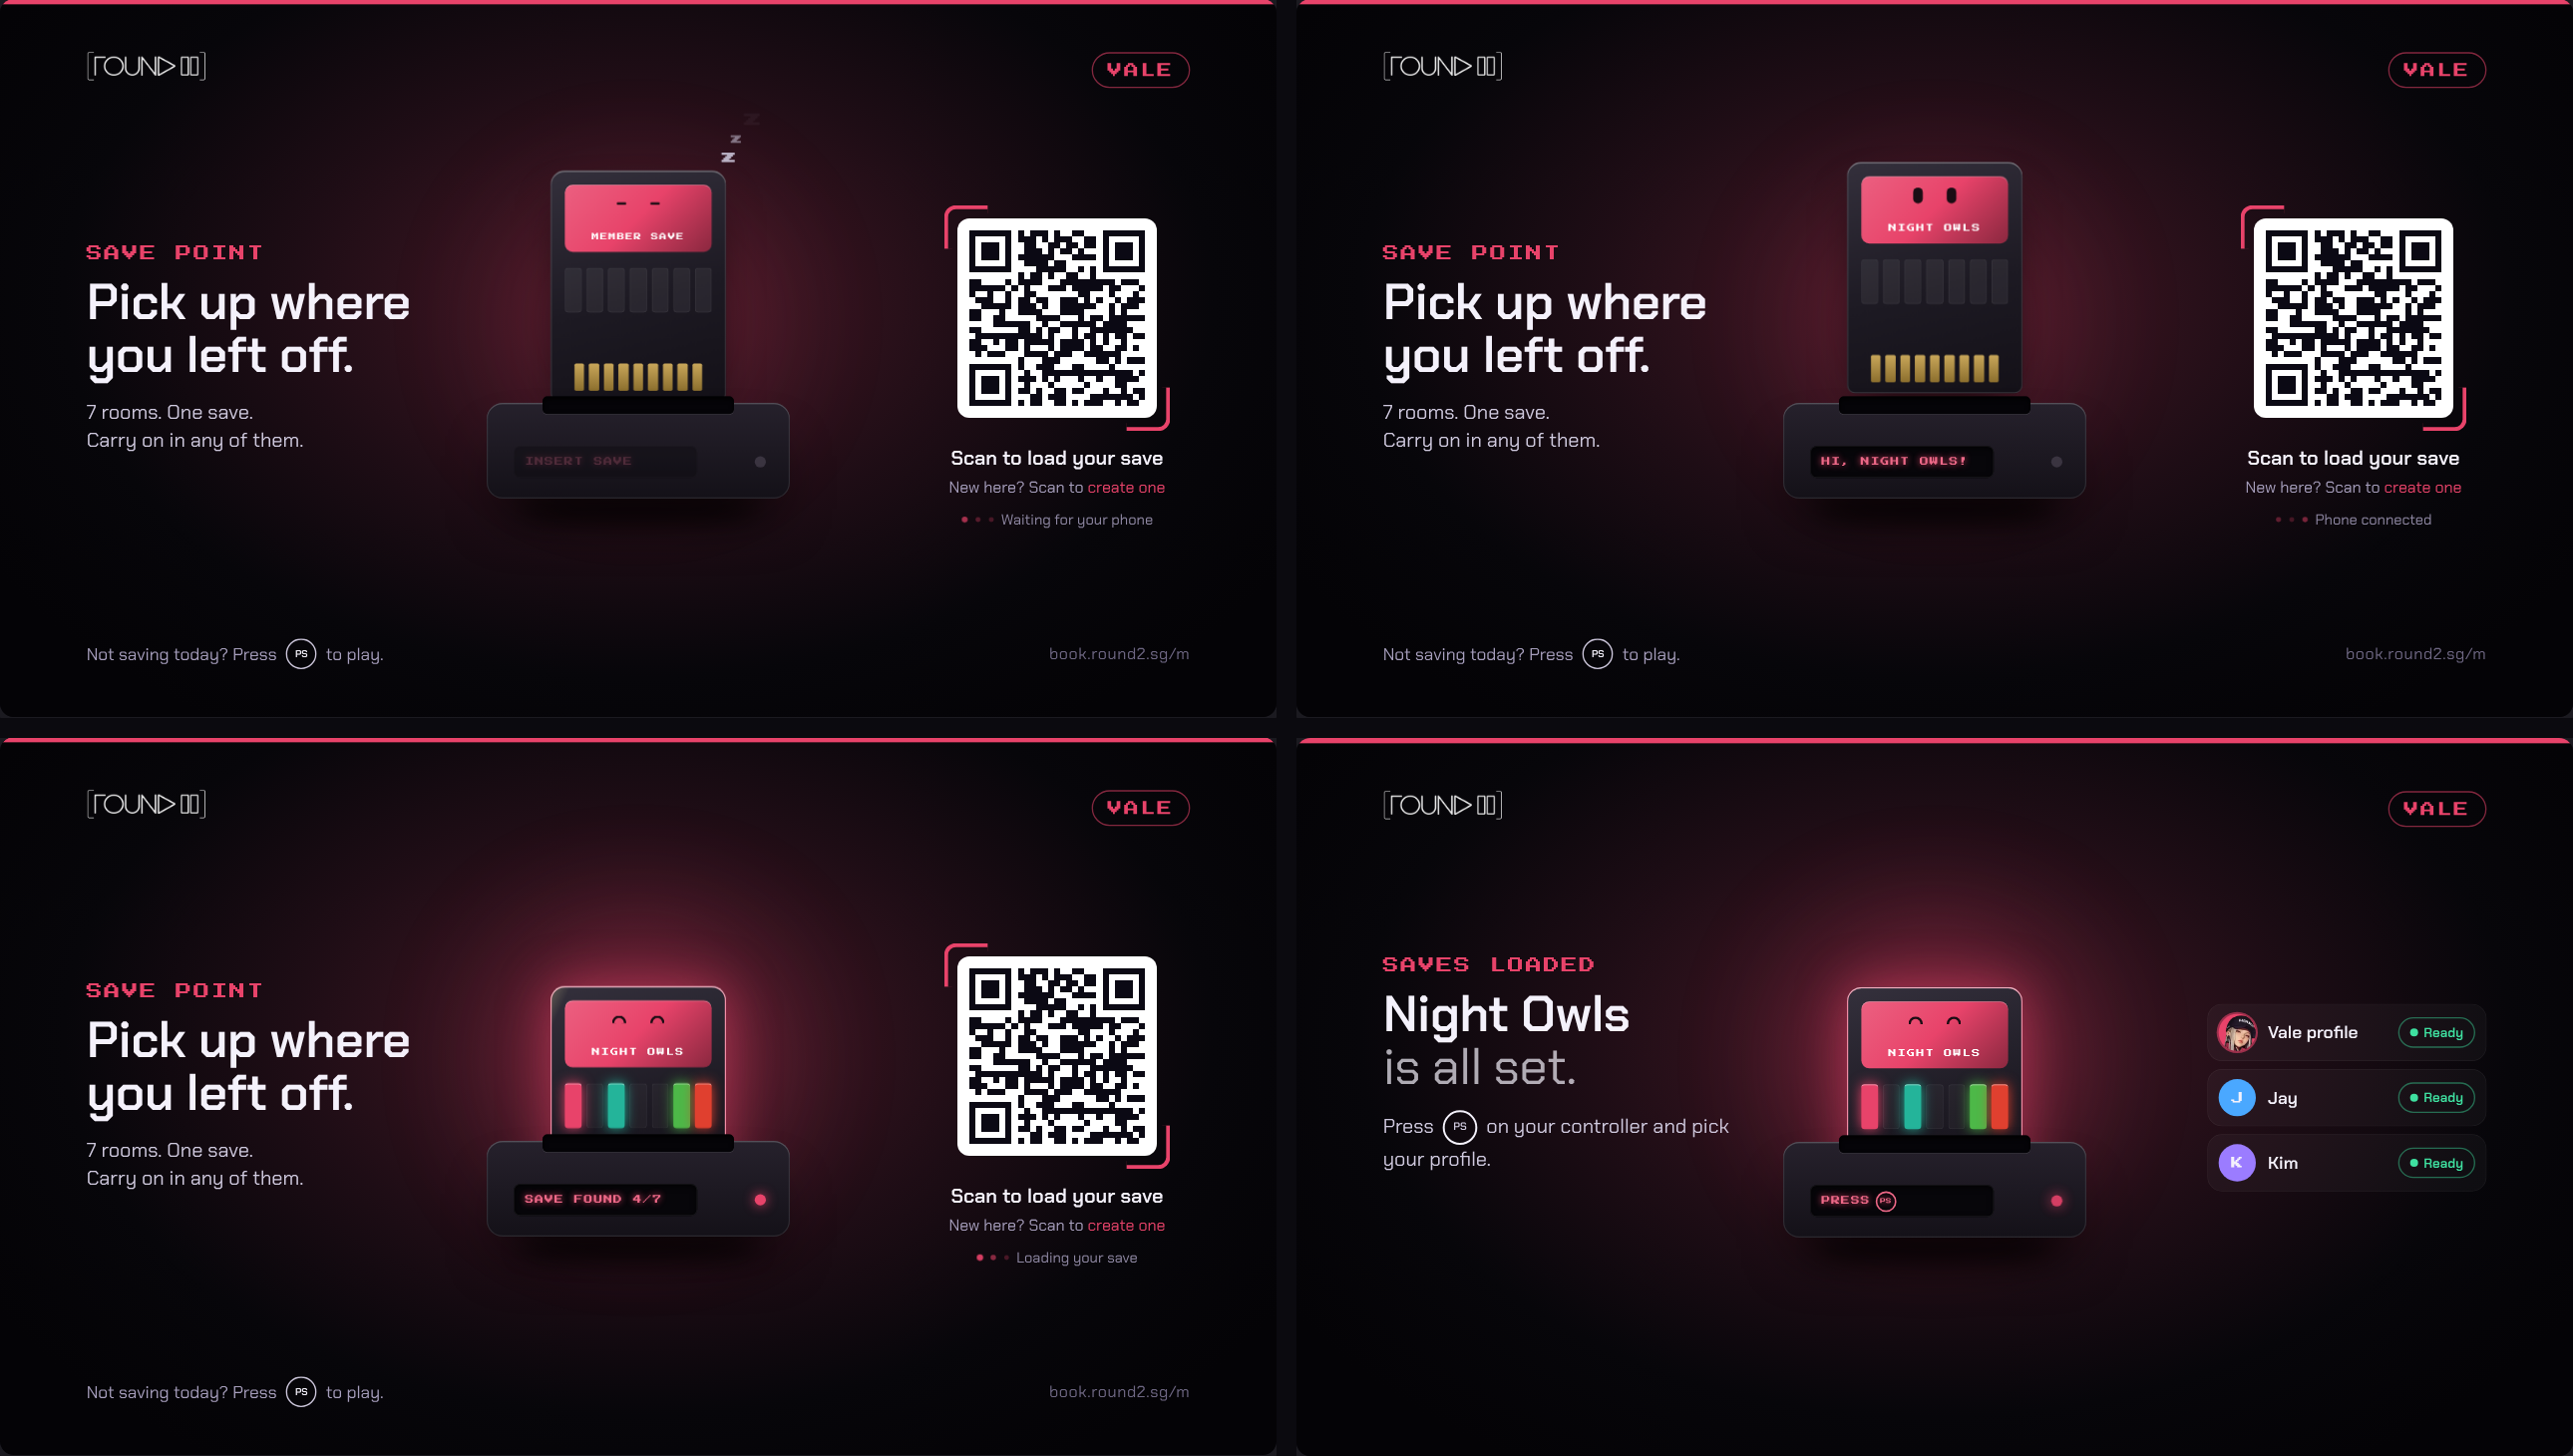 [ROUND II]
VALE
z
z
z
MEMBER SAVE
SAVE POINT
Pick up where
you left off.
7 rooms. One save.
Carry on in any of them.
INSERT SAVE
Scan to load your save
New here? Scan to create one
Waiting for your phone
Not saving today? Press PS to play.
book.round2.sg/m
[ROUND II]
VALE
NIGHT OWLS
SAVE POINT
Pick up where
you left off.
7 rooms. One save.
Carry on in any of them.
HI, NIGHT OWLS!
Scan to load your save
New here? Scan to create one
Phone connected
Not saving today? Press PS to play.
book.round2.sg/m
[ROUND II]
VALE
SAVE POINT
Pick up where
you left off.
7 rooms. One save.
Carry on in any of them.
NIGHT OWLS
SAVE FOUND 4/7
Scan to load your save
New here? Scan to create one
Loading your save
Not saving today? Press PS to play.
book.round2.sg/m
[ROUND II]
VALE
SAVES LOADED
Night Owls
is all set.
Press PS on your controller and pick
your profile.
NIGHT OWLS
PRESS PS
Vale profile Ready
J Jay Ready
K Kim Ready